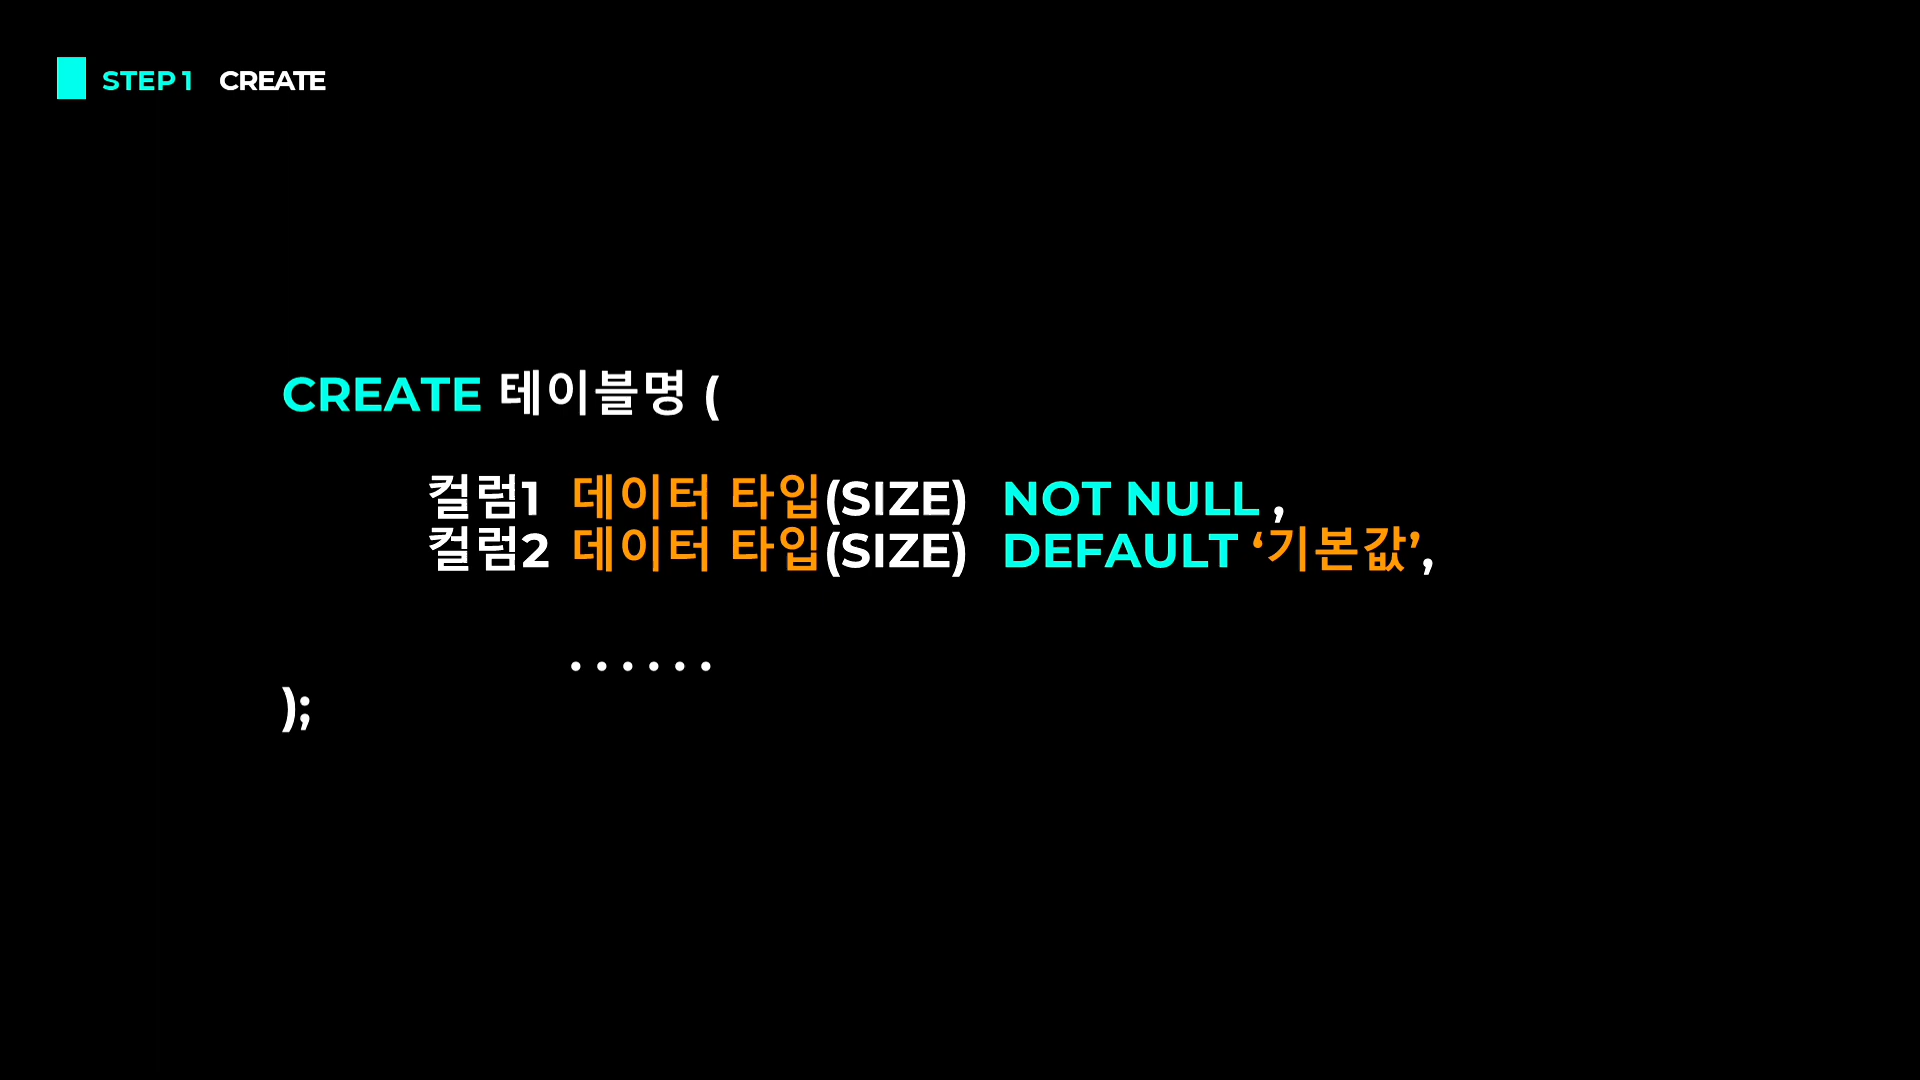 STEP 1 CREATE
CREATE 테이블명 (
컬럼1 데이터 타입(SIZE) NOT NULL ,
컬럼2 데이터 타입(SIZE) DEFAULT ‘기본값’,
. . . . . .
);